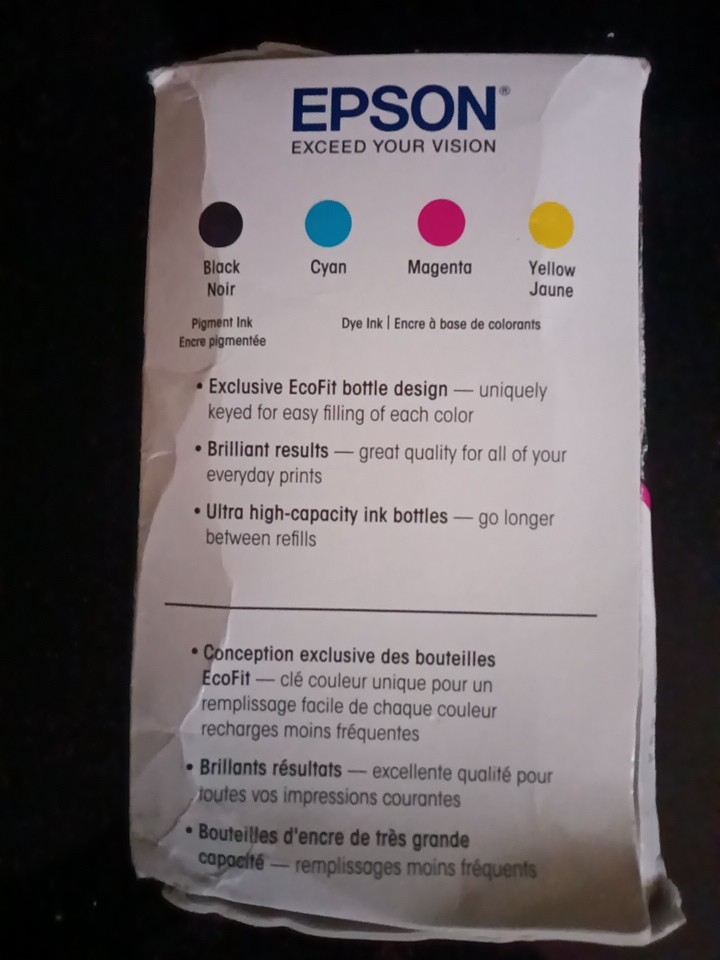 EPSON®
EXCEED YOUR VISION
Black Cyan Magenta Yellow
Noir Jaune
Pigment Ink Dye Ink | Encre à base de colorants
Encre pigmentée
• Exclusive EcoFit bottle design — uniquely
keyed for easy filling of each color
• Brilliant results — great quality for all of your
everyday prints
• Ultra high-capacity ink bottles — go longer
between refills
• Conception exclusive des bouteilles
EcoFit — clé couleur unique pour un
remplissage facile de chaque couleur
recharges moins fréquentes
• Brillants résultats — excellente qualité pour
toutes vos impressions courantes
• Bouteilles d'encre de très grande
capacité — remplissages moins fréquents